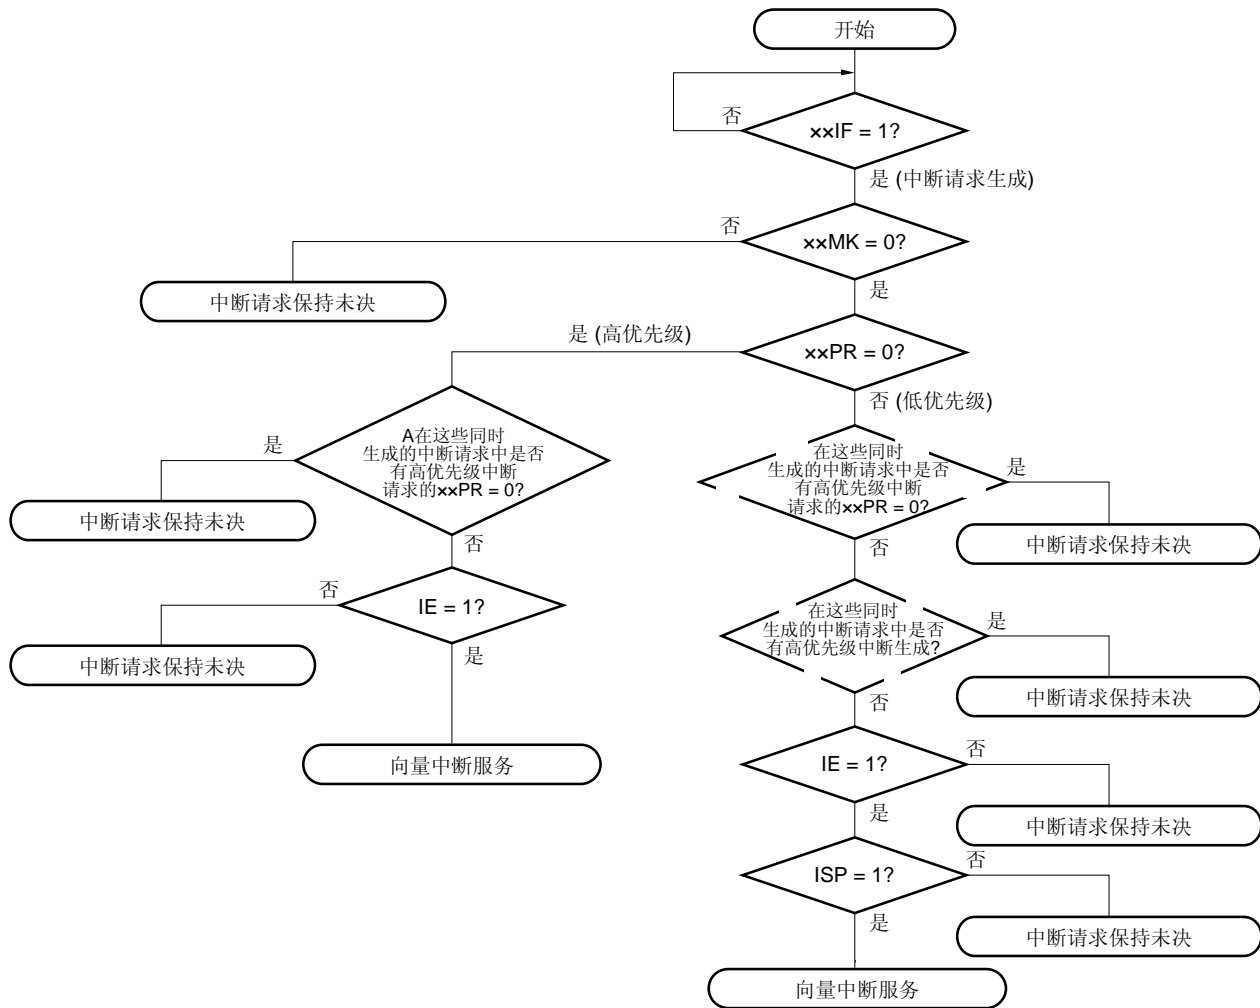 开始
否
××IF = 1?
是 (中断请求生成)
否
××MK = 0?
中断请求保持未决
是
是 (高优先级)
××PR = 0?
否 (低优先级)
是
A在这些同时
生成的中断请求中是否
有高优先级中断
请求的××PR = 0?
在这些同时
生成的中断请求中是否
有高优先级中断
请求的××PR = 0?
是
中断请求保持未决
中断请求保持未决
否
否
否
IE = 1?
在这些同时
生成的中断请求中是否
有高优先级中断生成?
是
中断请求保持未决
是
中断请求保持未决
否
向量中断服务
IE = 1?
否
是
中断请求保持未决
ISP = 1?
否
是
中断请求保持未决
向量中断服务